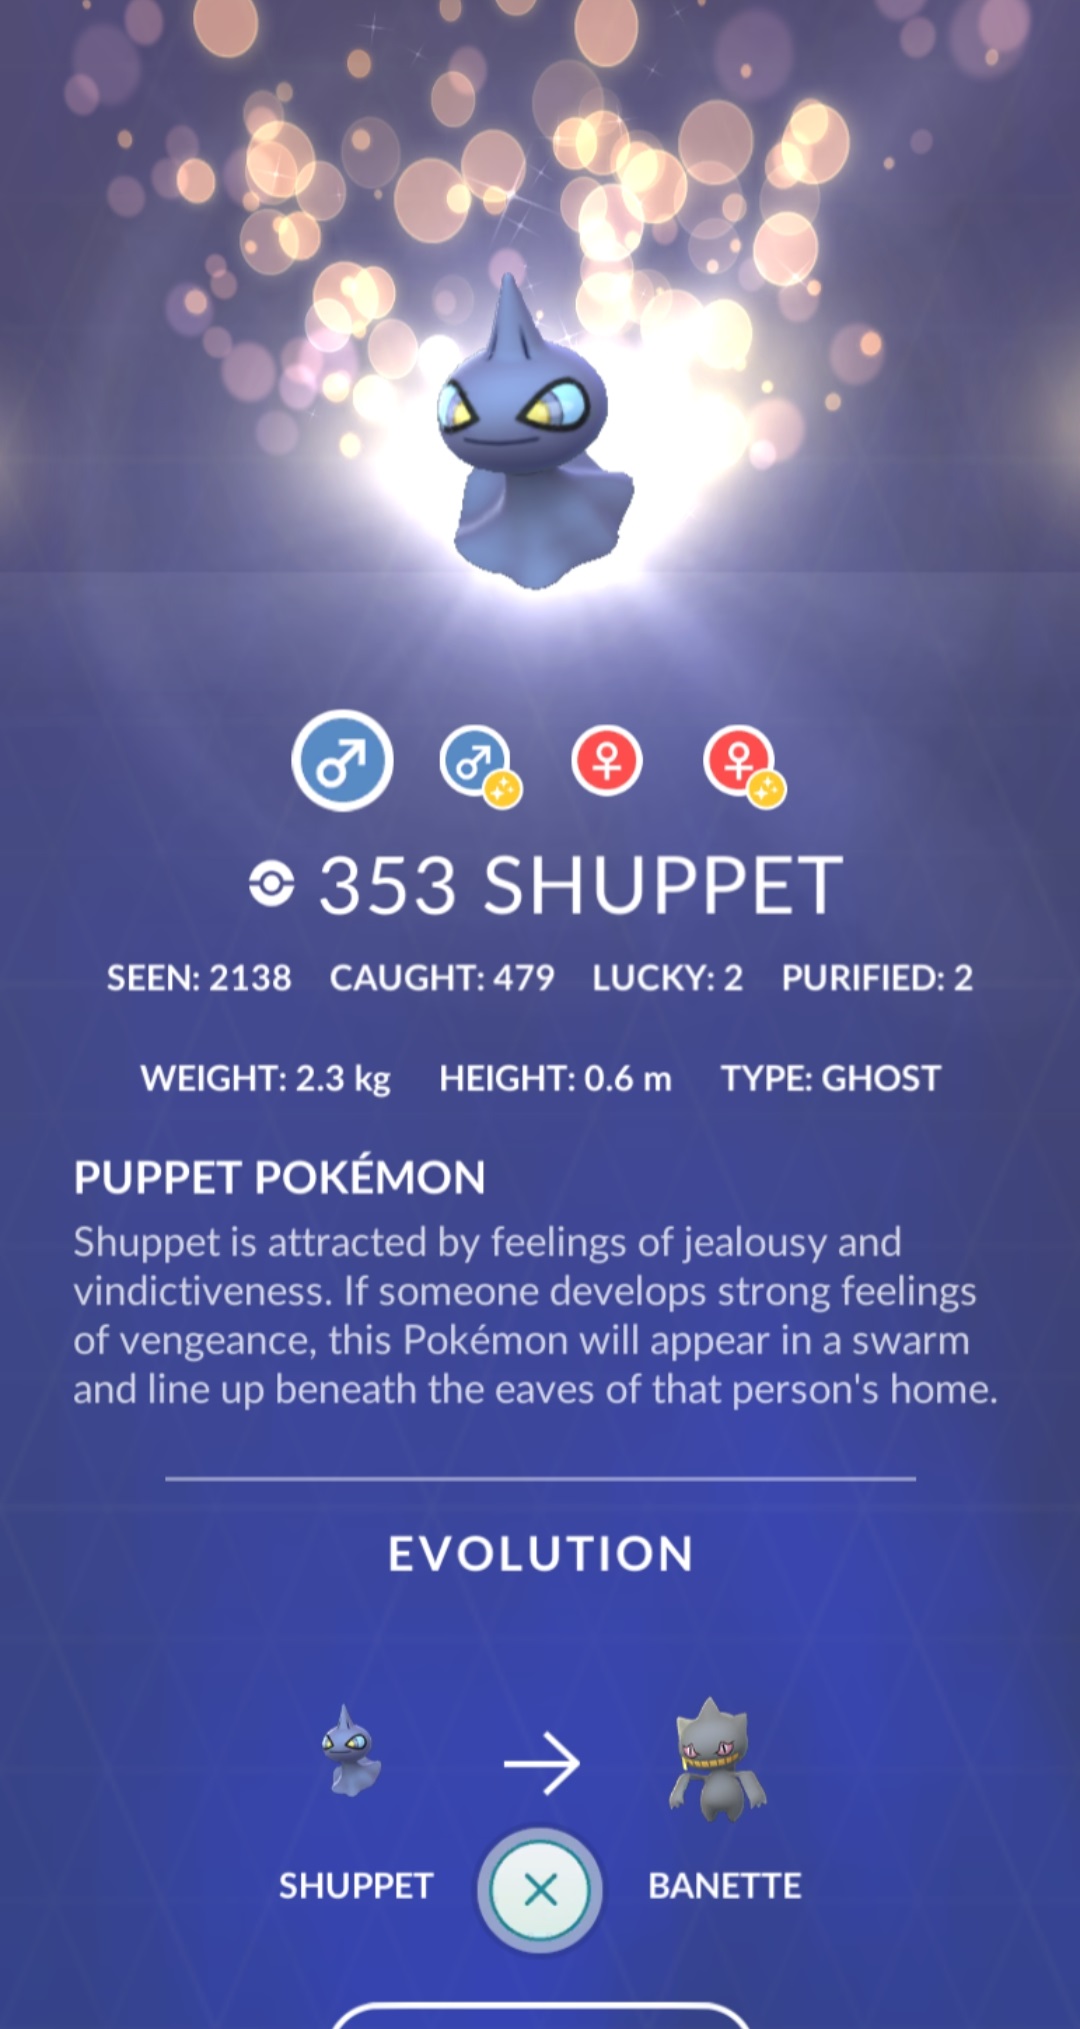 353 SHUPPET
SEEN: 2138 CAUGHT: 479 LUCKY: 2 PURIFIED: 2
WEIGHT: 2.3 kg HEIGHT: 0.6 m TYPE: GHOST
PUPPET POKÉMON
Shuppet is attracted by feelings of jealousy and
vindictiveness. If someone develops strong feelings
of vengeance, this Pokémon will appear in a swarm
and line up beneath the eaves of that person's home.
EVOLUTION
SHUPPET BANETTE